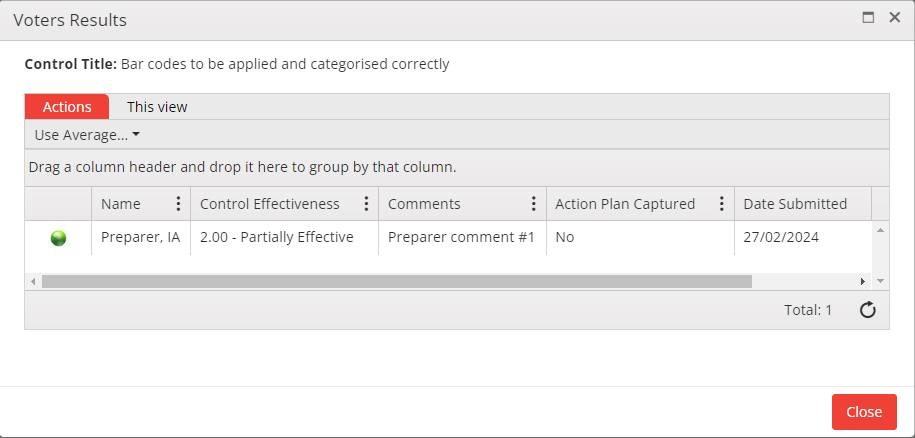 Voters Results
Control Title: Bar codes to be applied and categorised correctly
Actions This view
Use Average...
Drag a column header and drop it here to group by that column.
Name Control Effectiveness Comments Action Plan Captured Date Submitted
Preparer, IA 2.00 - Partially Effective Preparer comment #1 No 27/02/2024
Total: 1
Close